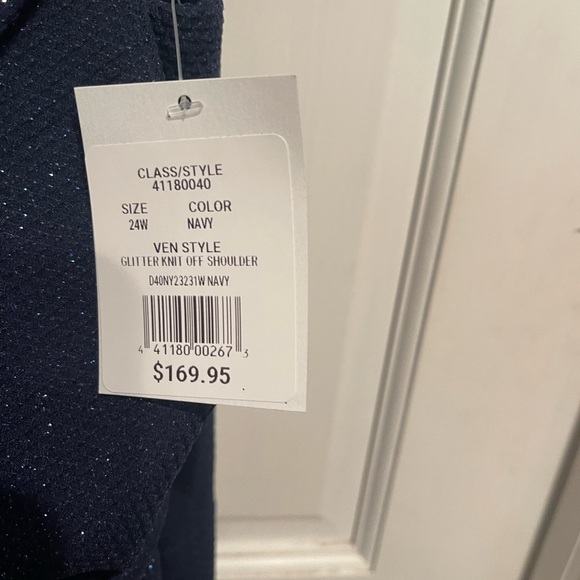 CLASS/STYLE
41180040
SIZE COLOR
24W NAVY
VEN STYLE
GLITTER KNIT OFF SHOULDER
D40NY23231W NAVY
4 41180 00267 3
$169.95